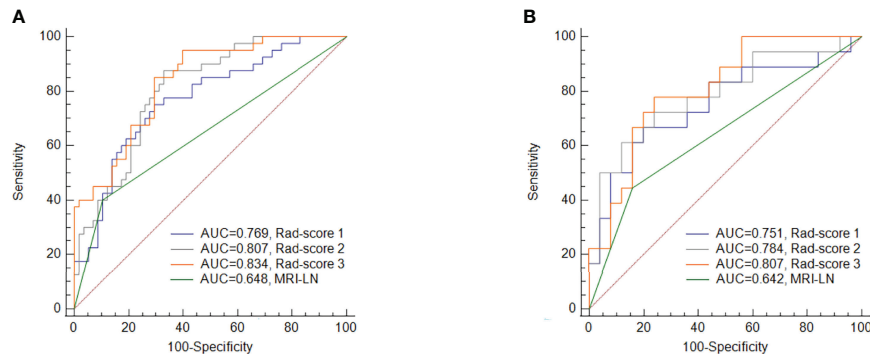 A
B
100
80
60
40
20
0
Sensitivity
AUC=0.769, Rad-score 1
AUC=0.807, Rad-score 2
AUC=0.834, Rad-score 3
AUC=0.648, MRI-LN
0 20 40 60 80 100
100-Specificity
100
80
60
40
20
0
Sensitivity
AUC=0.751, Rad-score 1
AUC=0.784, Rad-score 2
AUC=0.807, Rad-score 3
AUC=0.642, MRI-LN
0 20 40 60 80 100
100-Specificity